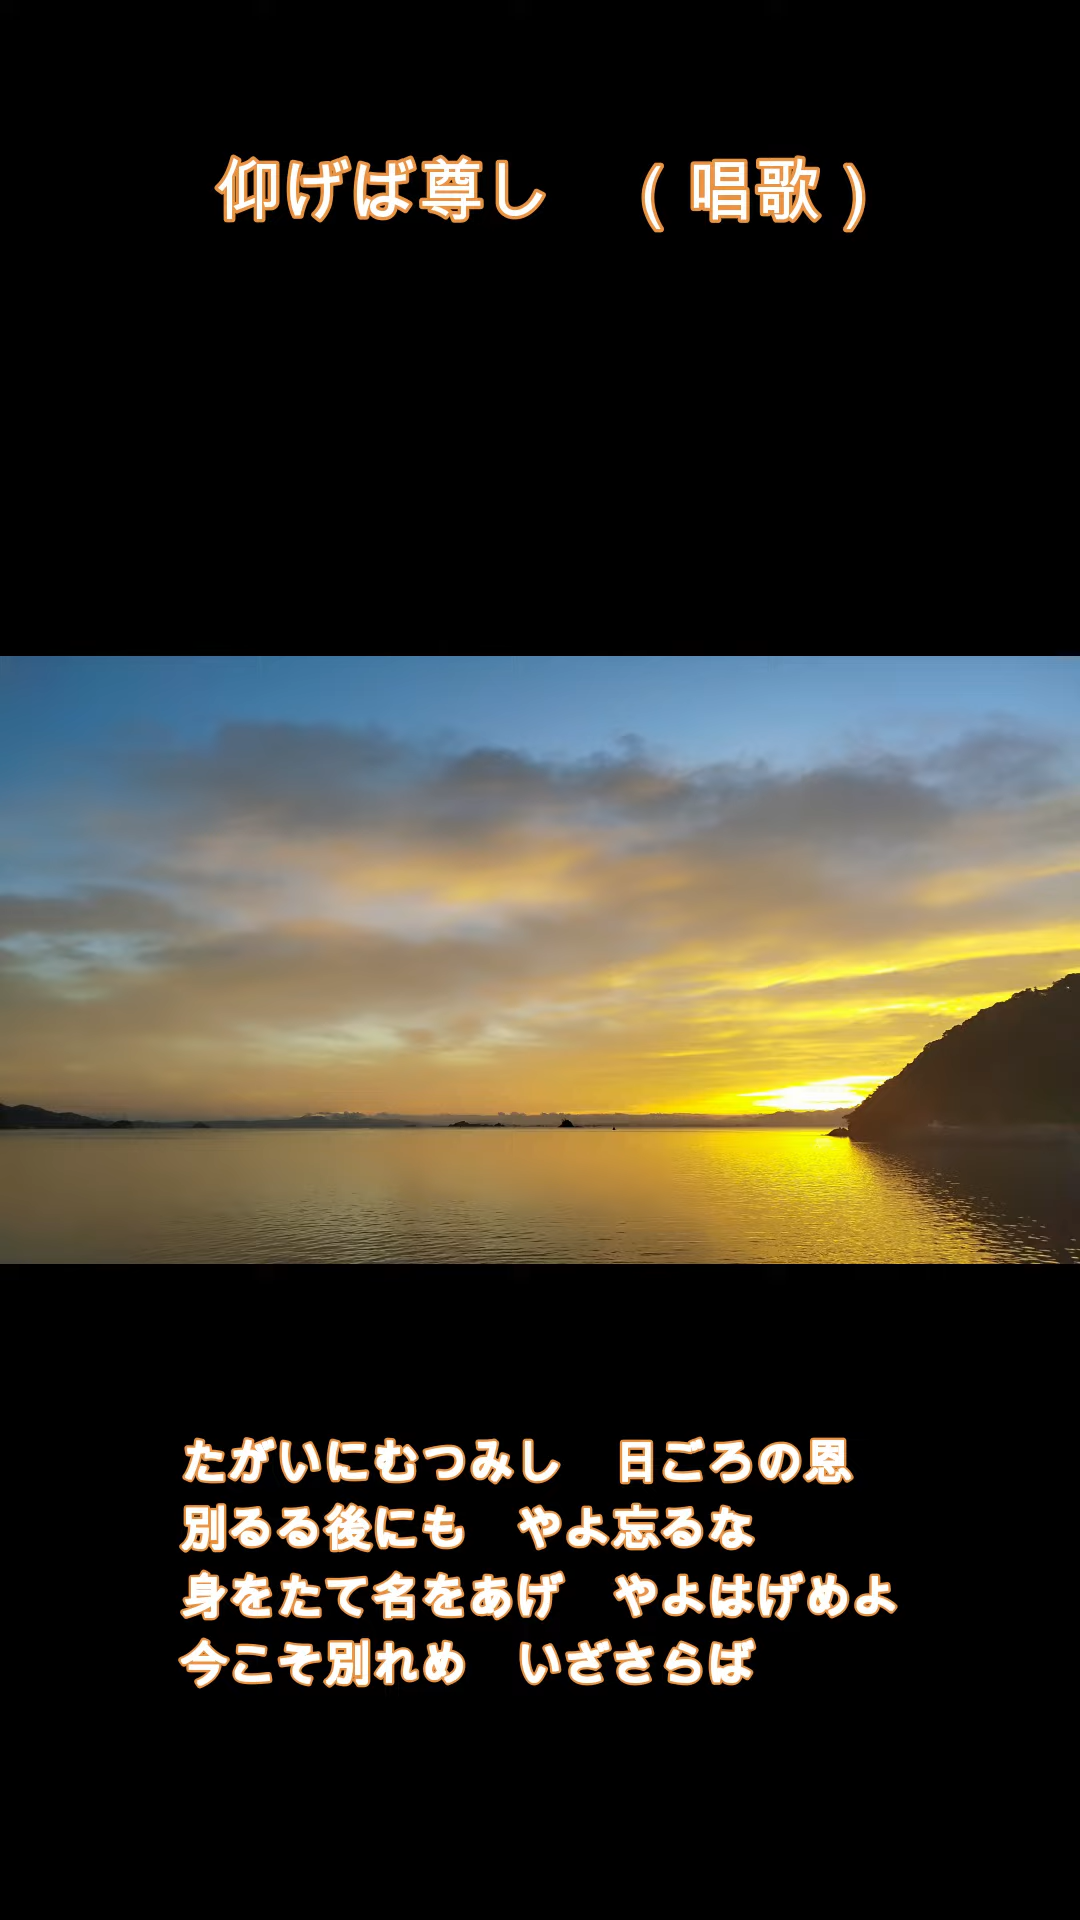 仰げば尊し　（唱歌）
たがいにむつみし　日ごろの恩
別るる後にも　やよ忘るな
身をたて名をあげ　やよはげめよ
今こそ別れめ　いざさらば